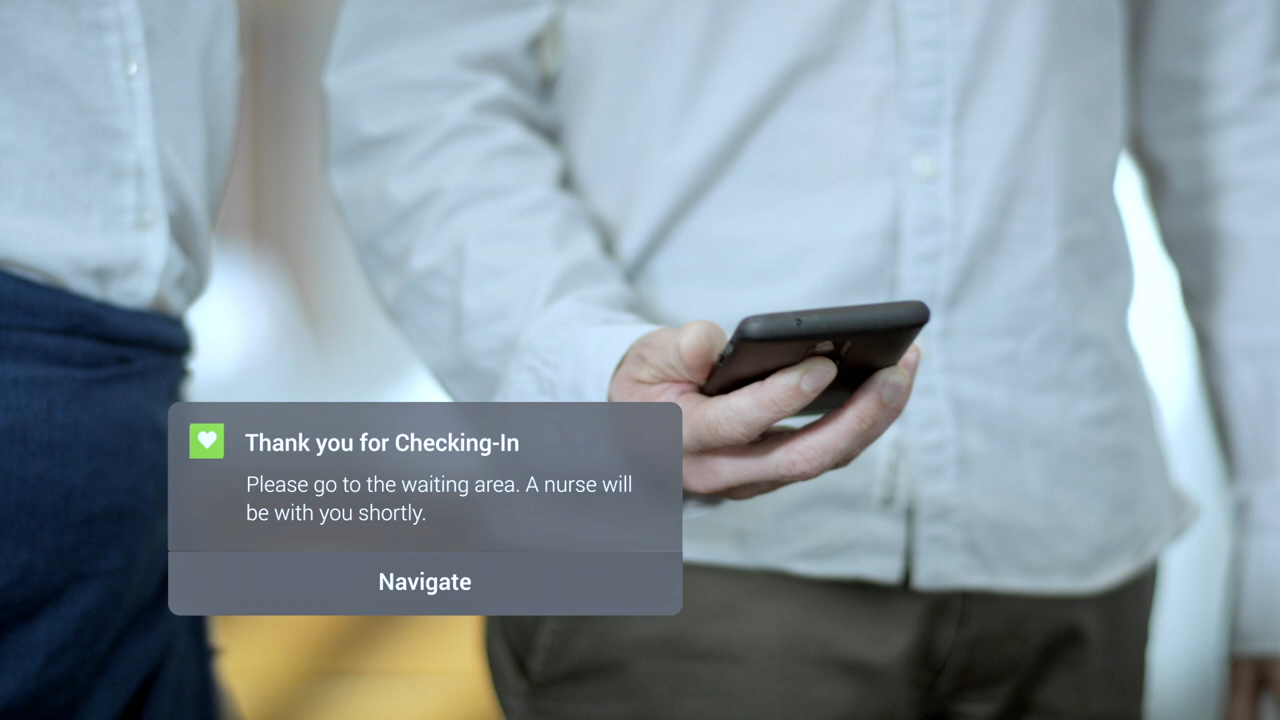 Thank you for Checking-In
Please go to the waiting area. A nurse will
be with you shortly.
Navigate